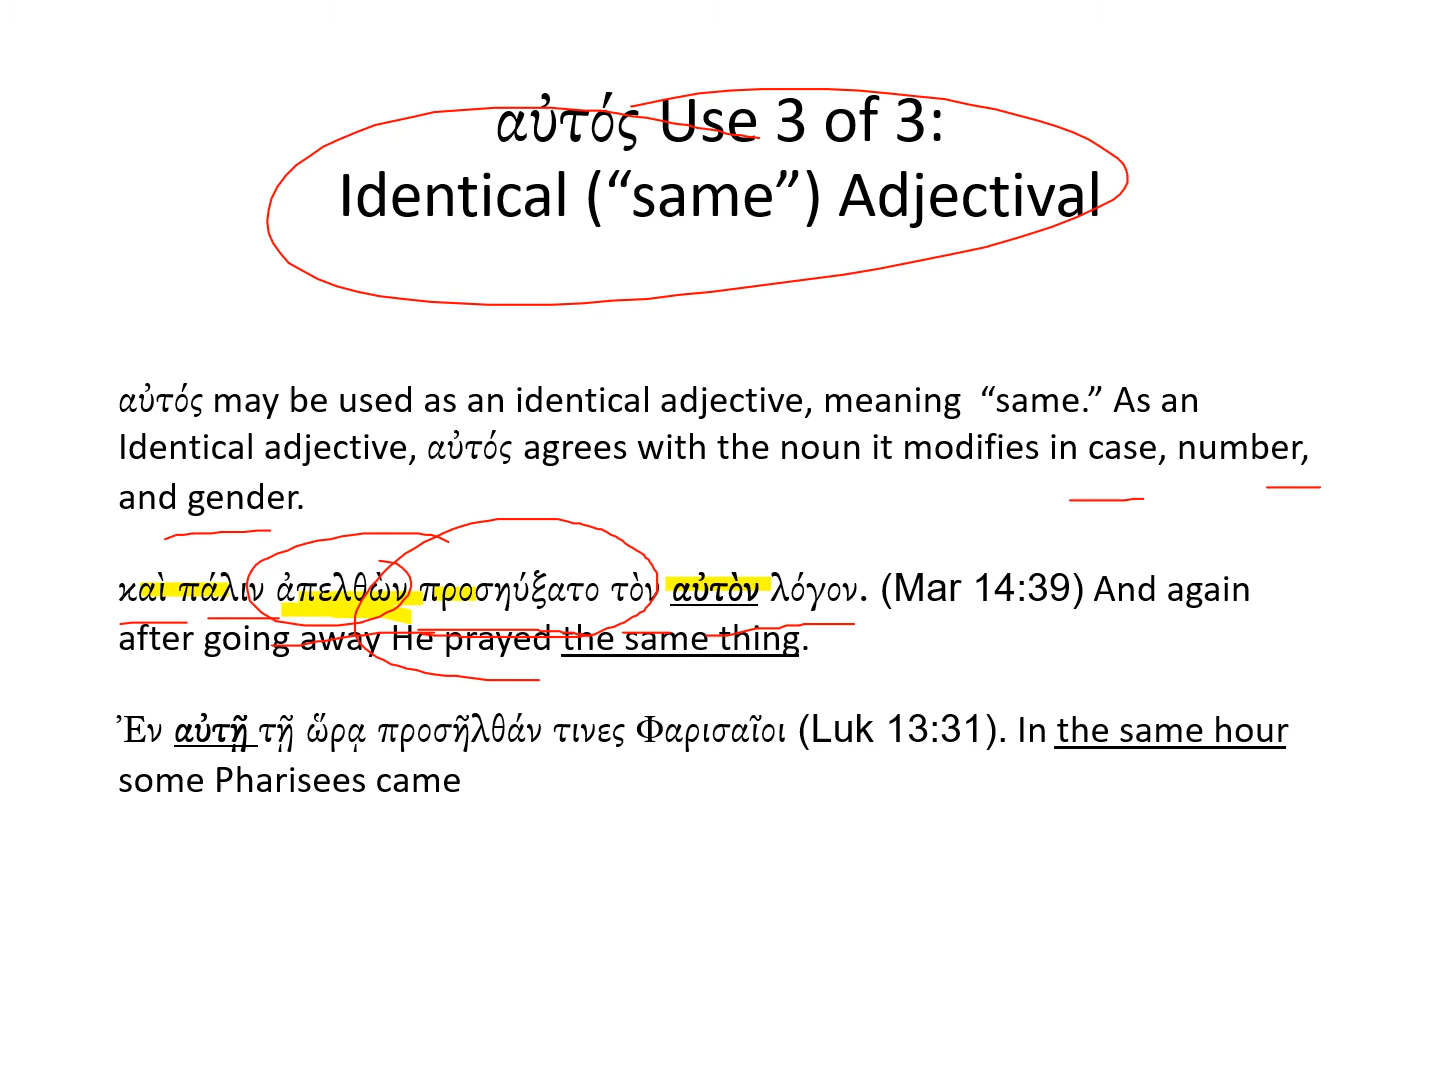 αὐτός Use 3 of 3:
Identical (“same”) Adjectival
αὐτός may be used as an identical adjective, meaning “same.” As an
Identical adjective, αὐτός agrees with the noun it modifies in case, number,
and gender.
καὶ πάλιν ἀπελθὼν προσηύξατο τὸν αὐτὸν λόγον. (Mar 14:39) And again
after going away He prayed the same thing.
Ἐν αὐτῇ τῇ ὥρᾳ προσῆλθάν τινες Φαρισαῖοι (Luk 13:31). In the same hour
some Pharisees came